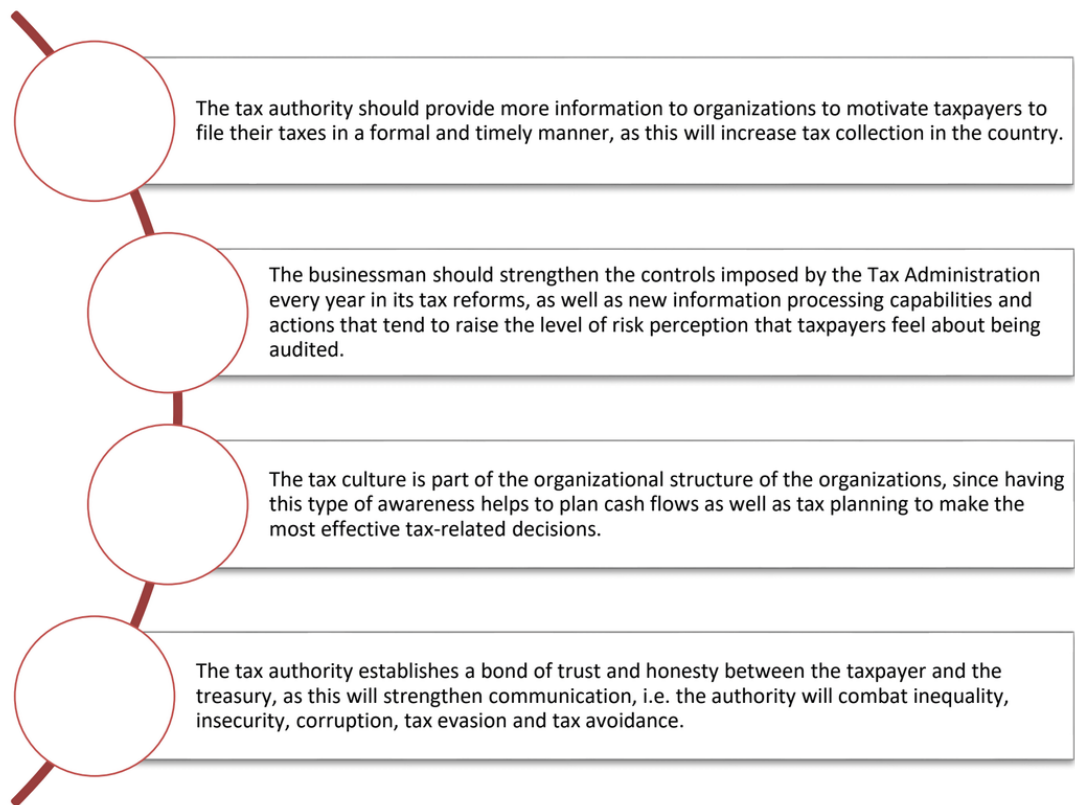 The tax authority should provide more information to organizations to motivate taxpayers to
file their taxes in a formal and timely manner, as this will increase tax collection in the country.
The businessman should strengthen the controls imposed by the Tax Administration
every year in its tax reforms, as well as new information processing capabilities and
actions that tend to raise the level of risk perception that taxpayers feel about being
audited.
The tax culture is part of the organizational structure of the organizations, since having
this type of awareness helps to plan cash flows as well as tax planning to make the
most effective tax-related decisions.
The tax authority establishes a bond of trust and honesty between the taxpayer and the
treasury, as this will strengthen communication, i.e. the authority will combat inequality,
insecurity, corruption, tax evasion and tax avoidance.